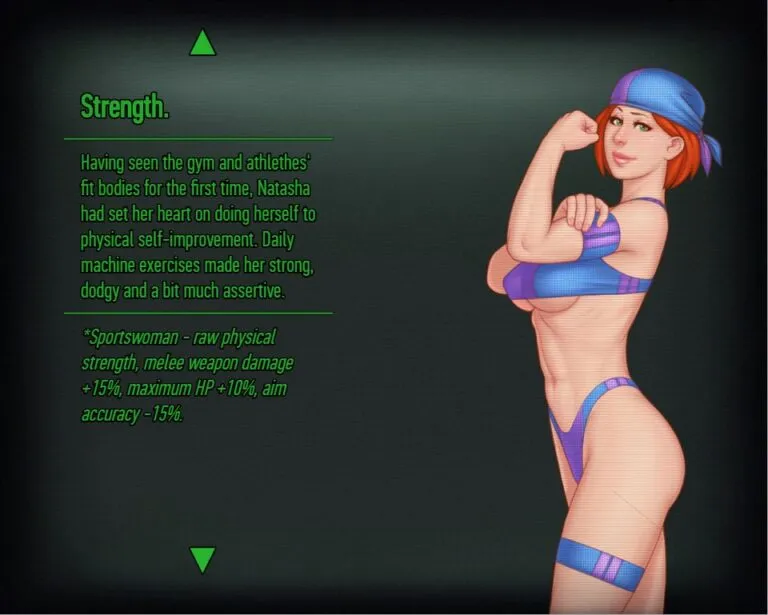 Strength.
Having seen the gym and athlethes'
fit bodies for the first time, Natasha
had set her heart on doing herself to
physical self-improvement. Daily
machine exercises made her strong,
dodgy and a bit much assertive.
*Sportswoman - raw physical
strength, melee weapon damage
+15%, maximum HP +10%, aim
accuracy -15%.